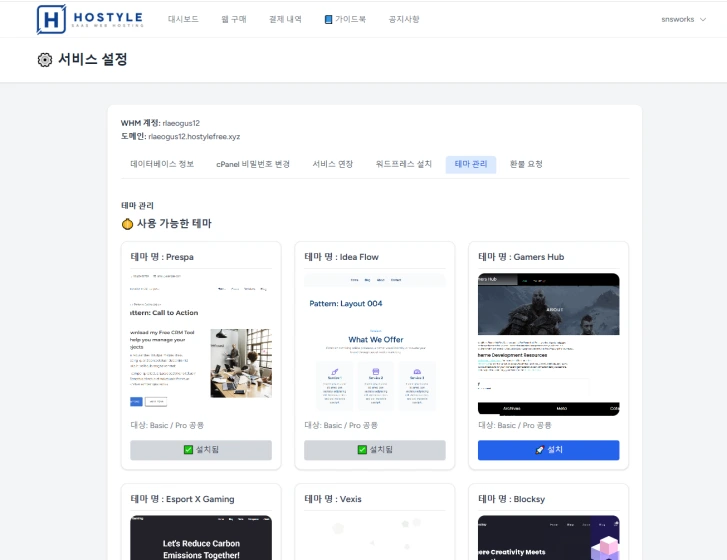 HOSTYLE
SAAS WEB HOSTING
대시보드
웹 구매
결제 내역
가이드북
공지사항
snsworks
서비스 설정
WHM 계정: rlaeogus12
도메인: rlaeogus12.hostylefree.xyz
데이터베이스 정보
cPanel 비밀번호 변경
서비스 연장
워드프레스 설치
테마 관리
환불 요청
테마 관리
사용 가능한 테마
테마 명 : Prespa
ttern: Call to Action
wnload my Free CRM Tool
help you manage your
ojects
대상: Basic / Pro 공용
설치됨
테마 명 : Idea Flow
Pattern: Layout 004
What We Offer
대상: Basic / Pro 공용
설치됨
테마 명 : Gamers Hub
mers Hub
ABOUT
eme Development Resources
Archives
Meta
대상: Basic / Pro 공용
설치
테마 명 : Esport X Gaming
Let's Reduce Carbon
Emissions Together!
테마 명 : Vexis
테마 명 : Blocksy
ere Creativity Meets